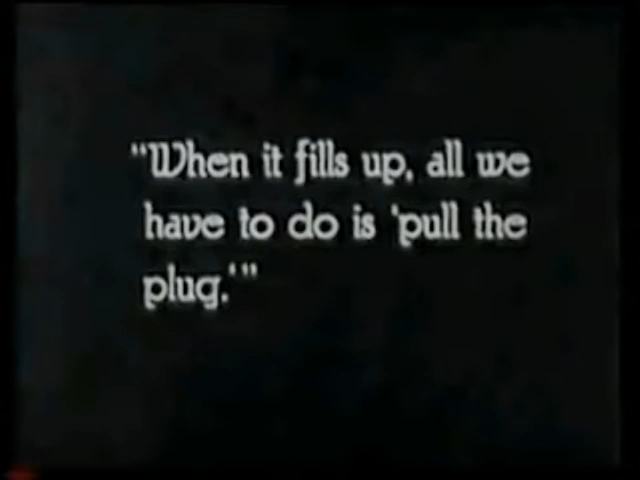 "When it fills up, all we
have to do is 'pull the
plug.'"